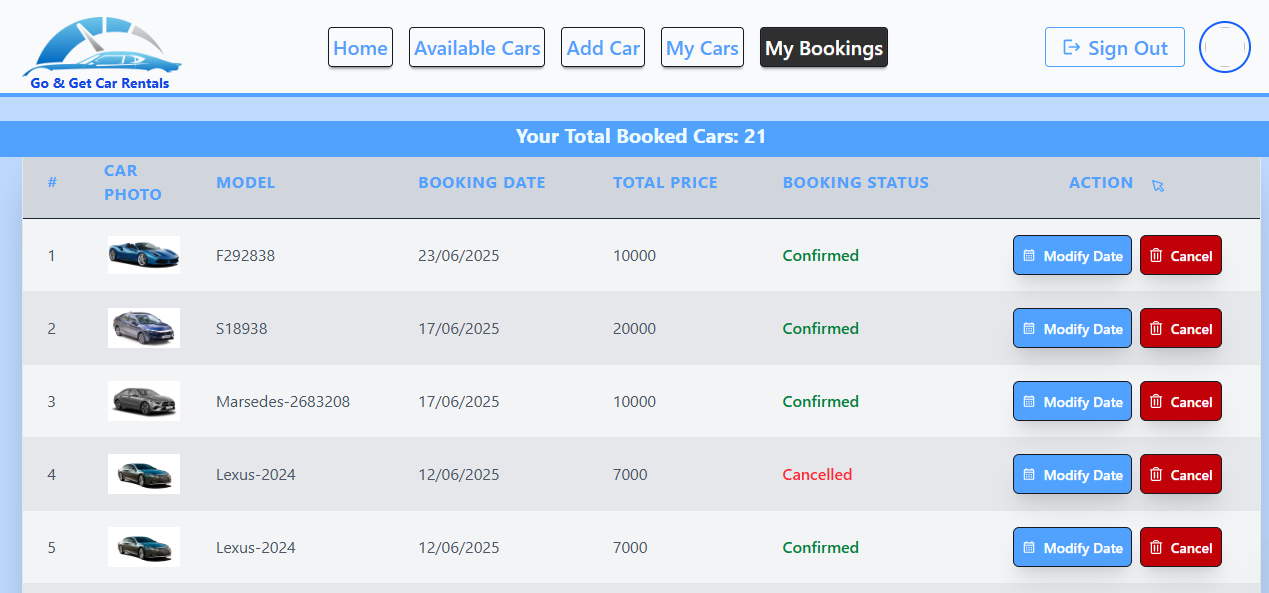 Home Available Cars Add Car My Cars My Bookings Sign Out
Go & Get Car Rentals
Your Total Booked Cars: 21
# CAR PHOTO MODEL BOOKING DATE TOTAL PRICE BOOKING STATUS ACTION
1 F292838 23/06/2025 10000 Confirmed Modify Date Cancel
2 S18938 17/06/2025 20000 Confirmed Modify Date Cancel
3 Marsedes-2683208 17/06/2025 10000 Confirmed Modify Date Cancel
4 Lexus-2024 12/06/2025 7000 Cancelled Modify Date Cancel
5 Lexus-2024 12/06/2025 7000 Confirmed Modify Date Cancel